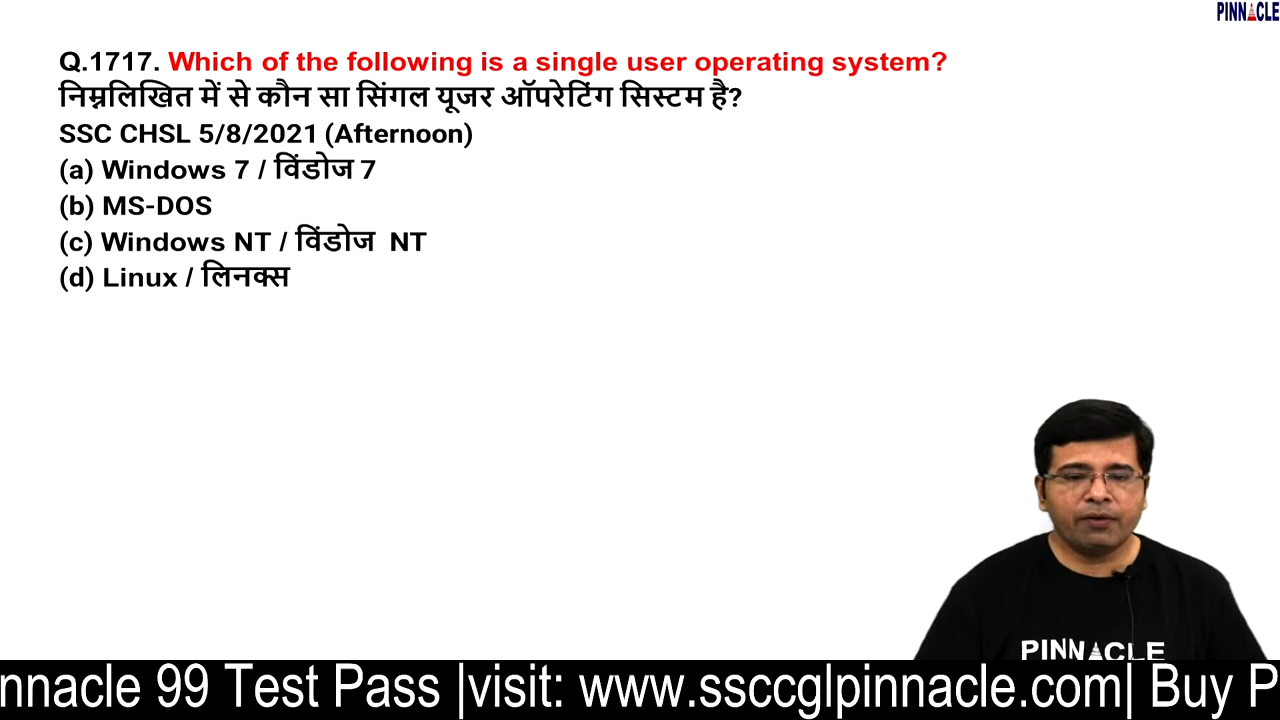 PINNACLE
Q.1717. Which of the following is a single user operating system?
निम्नलिखित में से कौन सा सिंगल यूजर ऑपरेटिंग सिस्टम है?
SSC CHSL 5/8/2021 (Afternoon)
(a) Windows 7 / विंडोज 7
(b) MS-DOS
(c) Windows NT / विंडोज NT
(d) Linux / लिनक्स
PINNACLE
nnacle 99 Test Pass |visit: www.ssccglpinnacle.com| Buy P